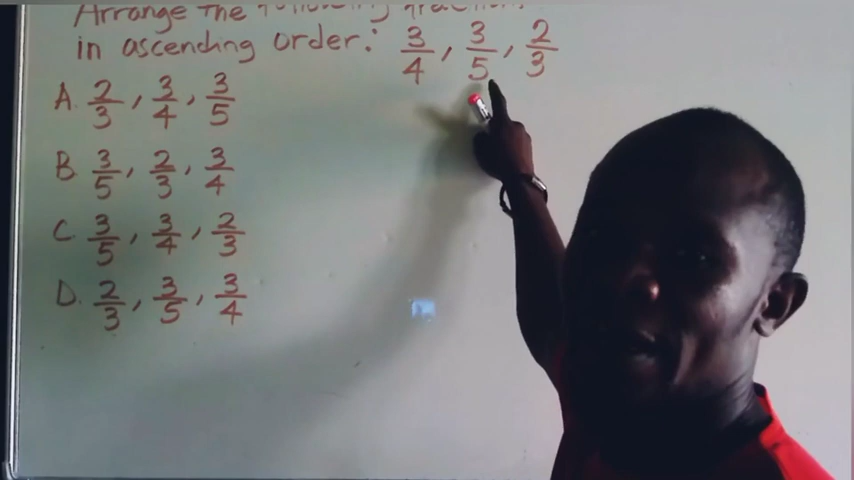 Arrange the following fractions
in ascending order: 3/4, 3/5, 2/3
A. 2/3, 3/4, 3/5
B. 3/5, 2/3, 3/4
C. 3/5, 3/4, 2/3
D. 2/3, 3/5, 3/4